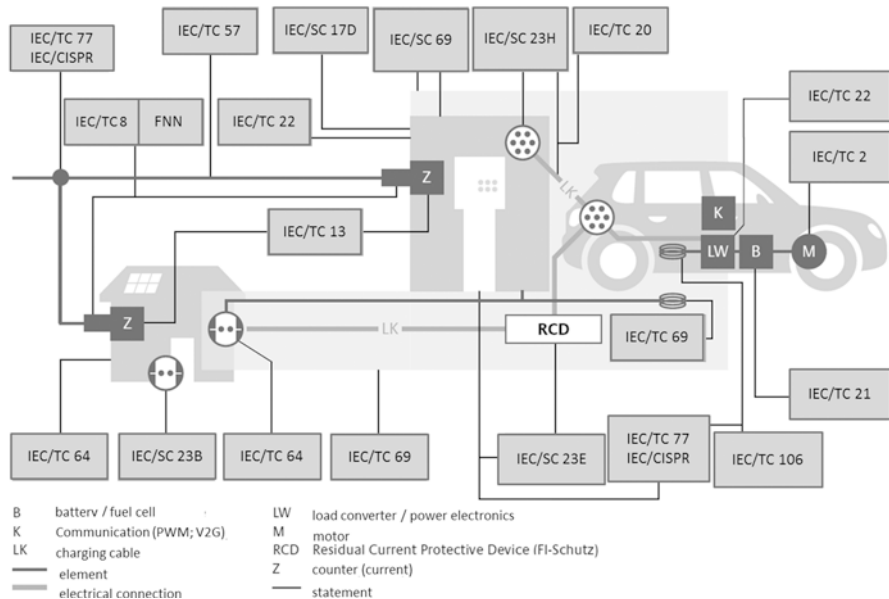 IEC/TC 77
IEC/CISPR
IEC/TC 57
IEC/SC 17D
IEC/SC 69
IEC/SC 23H
IEC/TC 20
IEC/TC 8
FNN
IEC/TC 22
IEC/TC 22
IEC/TC 2
Z
LK
K
IEC/TC 13
LW
B
M
Z
LK
RCD
IEC/TC 69
IEC/TC 21
IEC/TC 64
IEC/SC 23B
IEC/TC 64
IEC/TC 69
IEC/SC 23E
IEC/TC 77
IEC/CISPR
IEC/TC 106
B battery / fuel cell
K Communication (PWM; V2G)
LK charging cable
element
electrical connection
LW load converter / power electronics
M motor
RCD Residual Current Protective Device (FI-Schutz)
Z counter (current)
statement